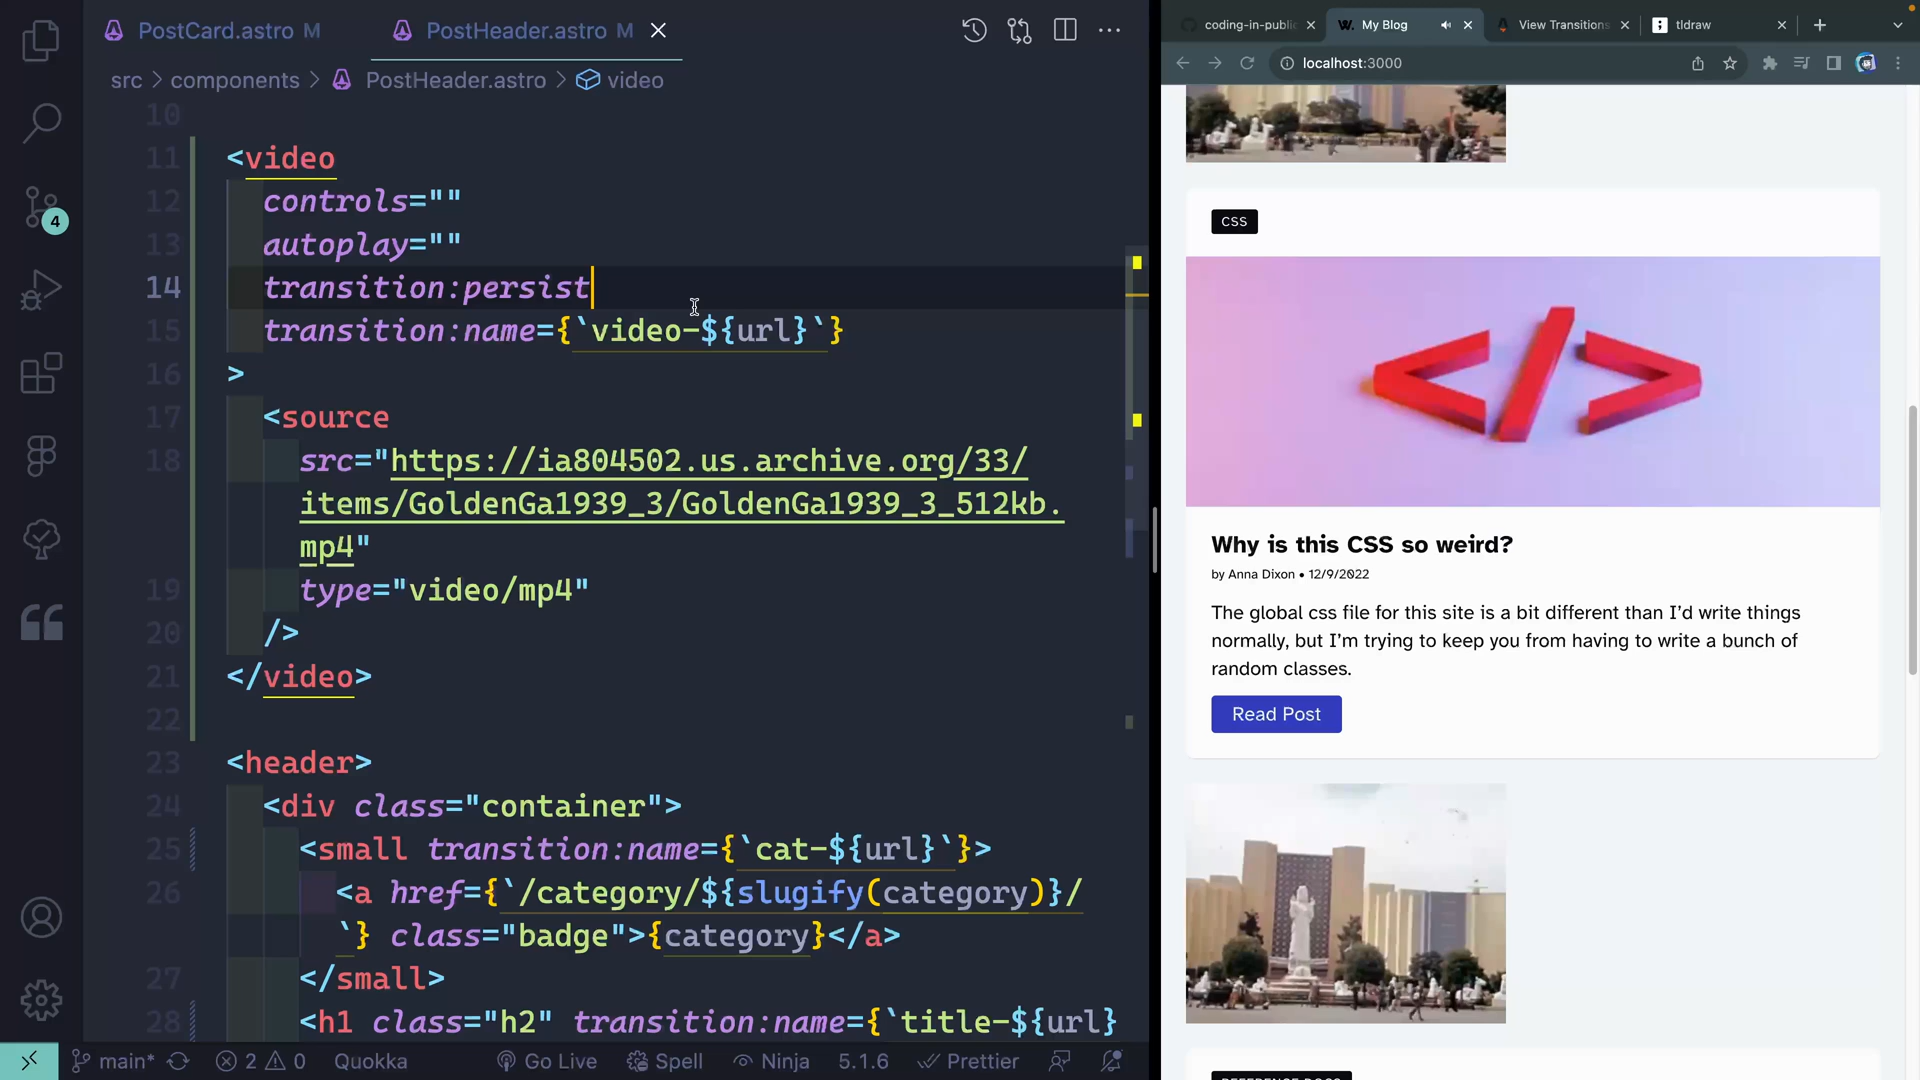 PostCard.astro M
PostHeader.astro M
src > components > PostHeader.astro > video
10
11 <video
12 controls=""
13 autoplay=""
14 transition:persist
15 transition:name={`video-${url}`}
16 >
17 <source
18 src="https://ia804502.us.archive.org/33/
items/GoldenGa1939_3/GoldenGa1939_3_512kb.
mp4"
19 type="video/mp4"
20 />
21 </video>
22
23 <header>
24 <div class="container">
25 <small transition:name={`cat-${url}`}>
26 <a href={`/category/${slugify(category)}/
`} class="badge">{category}</a>
27 </small>
28 <h1 class="h2" transition:name={`title-${url}
4
main*
2
0
Quokka
Go Live
Spell
Ninja
5.1.6
Prettier
coding-in-public
My Blog
View Transitions
tldraw
localhost:3000
CSS
Why is this CSS so weird?
by Anna Dixon • 12/9/2022
The global css file for this site is a bit different than I'd write things
normally, but I'm trying to keep you from having to write a bunch of
random classes.
Read Post
REFERENCE DOCS